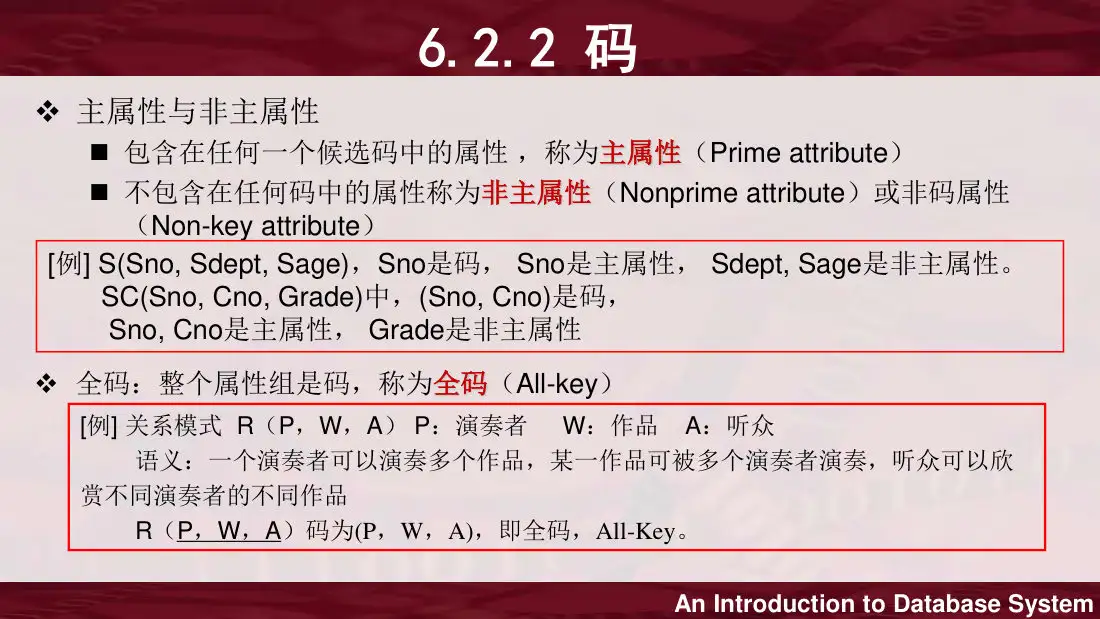 6.2.2 码
❖ 主属性与非主属性
■ 包含在任何一个候选码中的属性 ，称为主属性（Prime attribute）
■ 不包含在任何码中的属性称为非主属性（Nonprime attribute）或非码属性
（Non-key attribute）
[例] S(Sno, Sdept, Sage)，Sno是码， Sno是主属性， Sdept, Sage是非主属性。
SC(Sno, Cno, Grade)中，(Sno, Cno)是码，
Sno, Cno是主属性， Grade是非主属性
❖ 全码：整个属性组是码，称为全码（All-key）
[例] 关系模式 R（P，W，A） P：演奏者 W：作品 A：听众
语义：一个演奏者可以演奏多个作品，某一作品可被多个演奏者演奏，听众可以欣
赏不同演奏者的不同作品
R（P，W，A）码为(P，W，A)，即全码，All-Key。
An Introduction to Database System